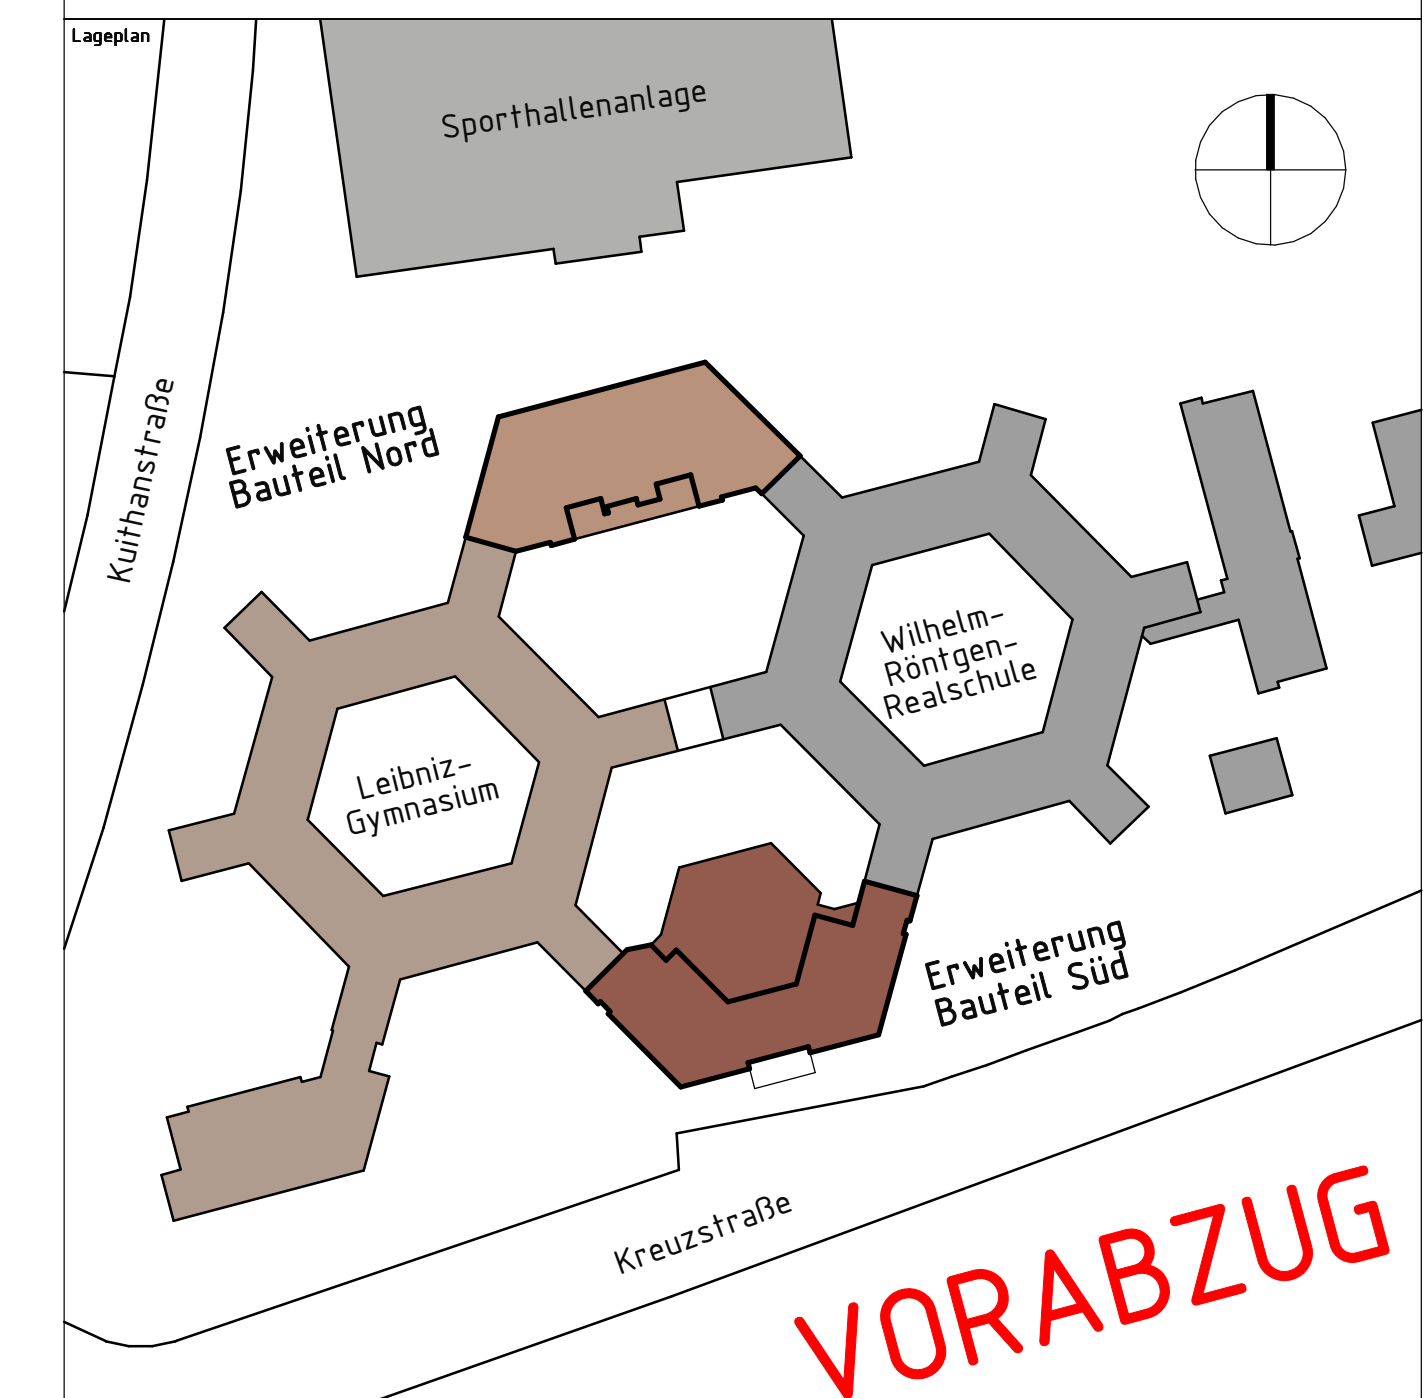 Lageplan
Sporthallenanlage
Kuithanstraße
Erweiterung
Bauteil Nord
Wilhelm-
Röntgen-
Realschule
Leibniz-
Gymnasium
Erweiterung
Bauteil Süd
Kreuzstraße
VORABZUG